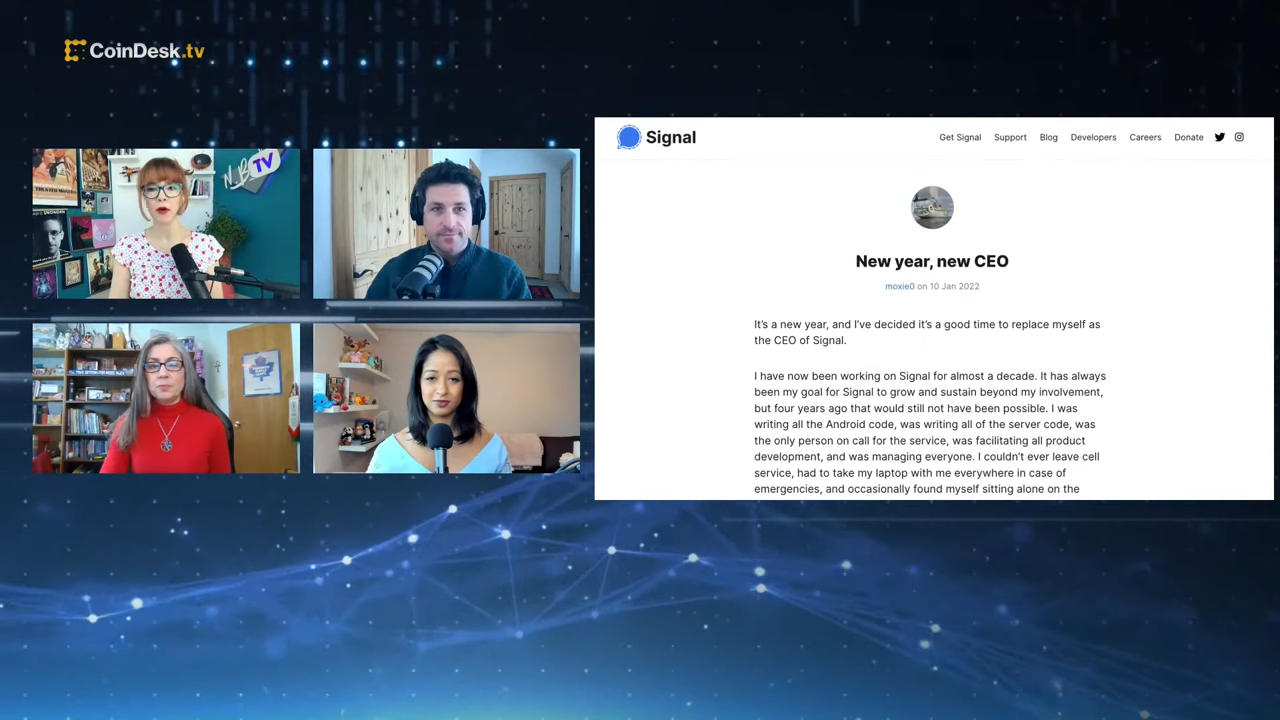 CoinDesk.tv
NBTV
SNOWDEN
Signal
Get Signal Support Blog Developers Careers Donate
New year, new CEO
moxie0 on 10 Jan 2022
It's a new year, and I've decided it's a good time to replace myself as
the CEO of Signal.
I have now been working on Signal for almost a decade. It has always
been my goal for Signal to grow and sustain beyond my involvement,
but four years ago that would still not have been possible. I was
writing all the Android code, was writing all of the server code, was
the only person on call for the service, was facilitating all product
development, and was managing everyone. I couldn't ever leave cell
service, had to take my laptop with me everywhere in case of
emergencies, and occasionally found myself sitting alone on the